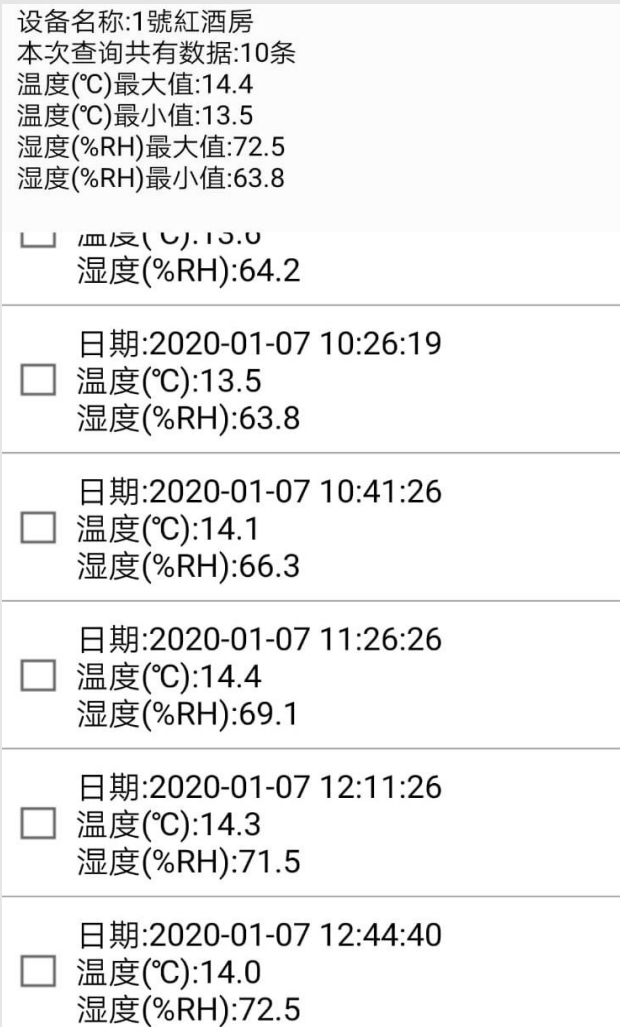 设备名称:1號紅酒房
本次查询共有数据:10条
温度(℃)最大值:14.4
温度(℃)最小值:13.5
湿度(%RH)最大值:72.5
湿度(%RH)最小值:63.8
温度(℃):13.6
湿度(%RH):64.2
日期:2020-01-07 10:26:19
温度(℃):13.5
湿度(%RH):63.8
日期:2020-01-07 10:41:26
温度(℃):14.1
湿度(%RH):66.3
日期:2020-01-07 11:26:26
温度(℃):14.4
湿度(%RH):69.1
日期:2020-01-07 12:11:26
温度(℃):14.3
湿度(%RH):71.5
日期:2020-01-07 12:44:40
温度(℃):14.0
湿度(%RH):72.5